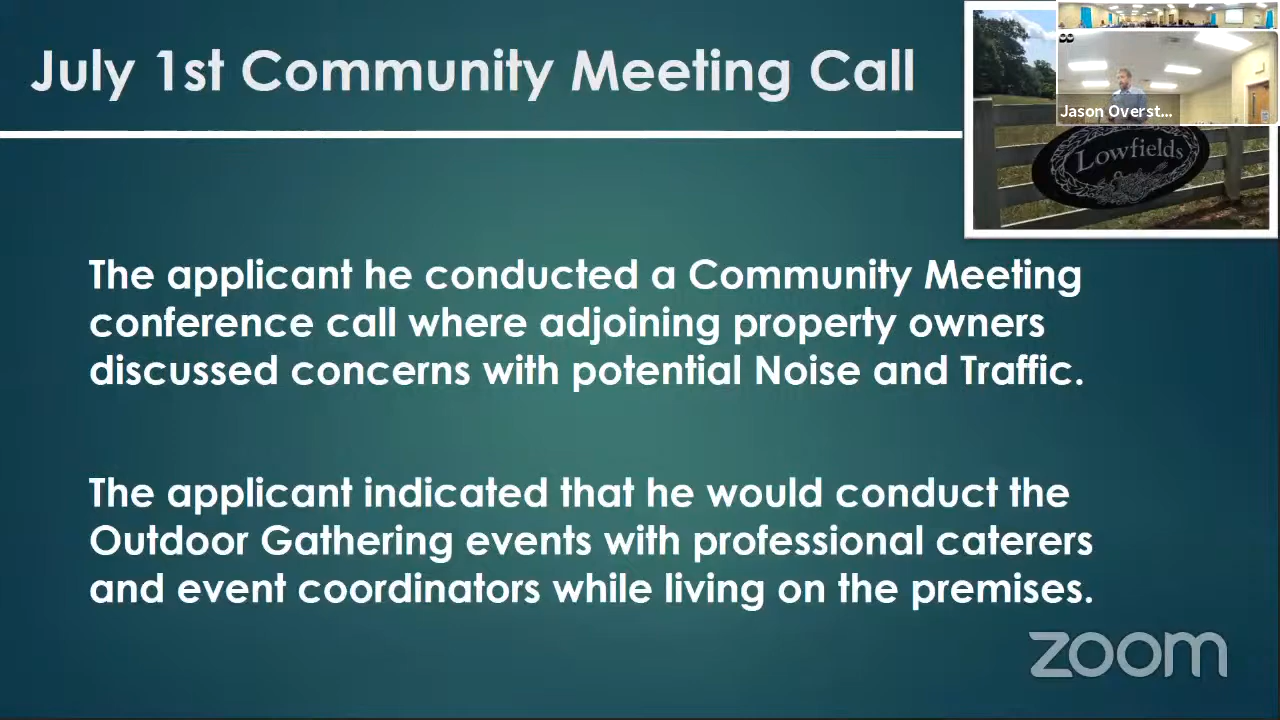 July 1st Community Meeting Call
Jason Overst...
Lowfields
The applicant he conducted a Community Meeting
conference call where adjoining property owners
discussed concerns with potential Noise and Traffic.
The applicant indicated that he would conduct the
Outdoor Gathering events with professional caterers
and event coordinators while living on the premises.
zoom